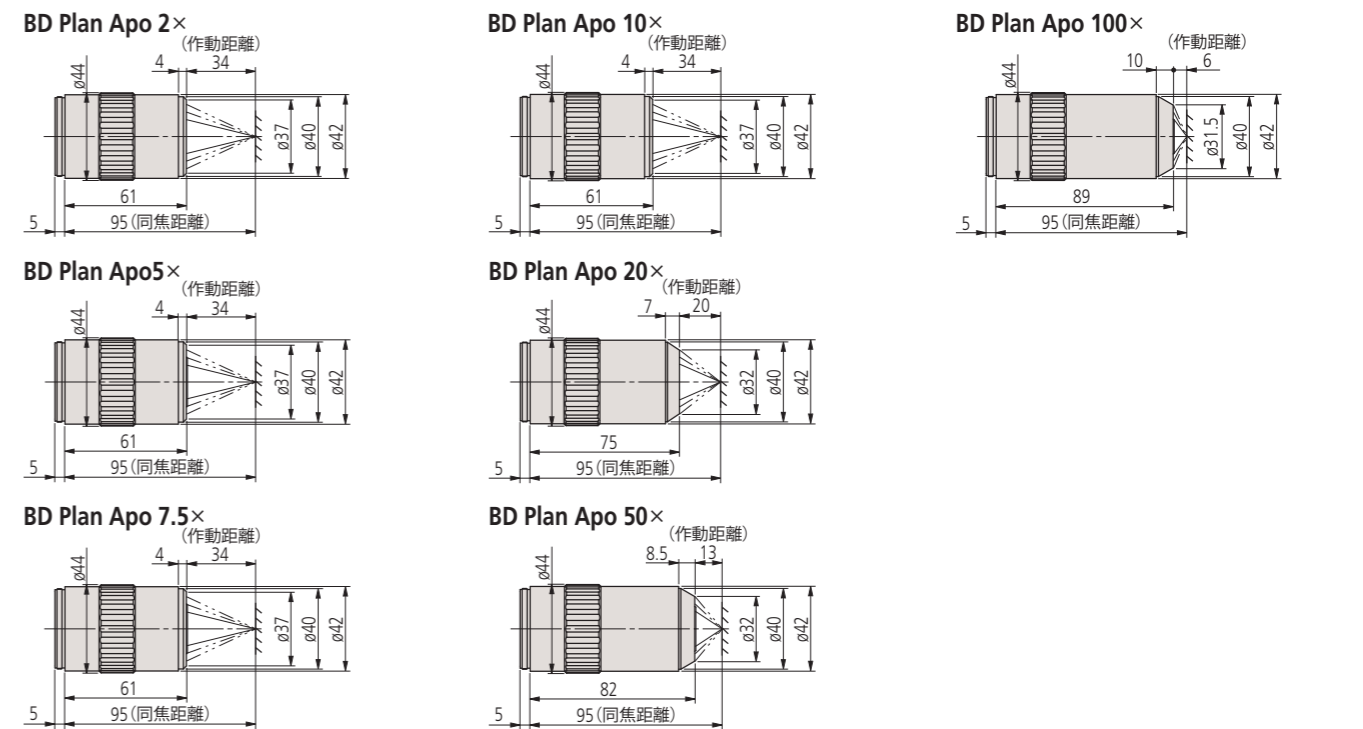 BD Plan Apo 2×
(作動距離)
4 34
ø44
ø37
ø40
ø42
61
5 95(同焦距離)
BD Plan Apo 10×
(作動距離)
4 34
ø44
ø37
ø40
ø42
61
5 95(同焦距離)
BD Plan Apo 100×
(作動距離)
10 6
ø44
ø31.5
ø40
ø42
89
5 95(同焦距離)
BD Plan Apo5×
(作動距離)
4 34
ø44
ø37
ø40
ø42
61
5 95(同焦距離)
BD Plan Apo 20×
(作動距離)
7 20
ø44
ø32
ø40
ø42
75
5 95(同焦距離)
BD Plan Apo 7.5×
(作動距離)
4 34
ø44
ø37
ø40
ø42
61
5 95(同焦距離)
BD Plan Apo 50×
(作動距離)
8.5 13
ø44
ø32
ø40
ø42
82
5 95(同焦距離)